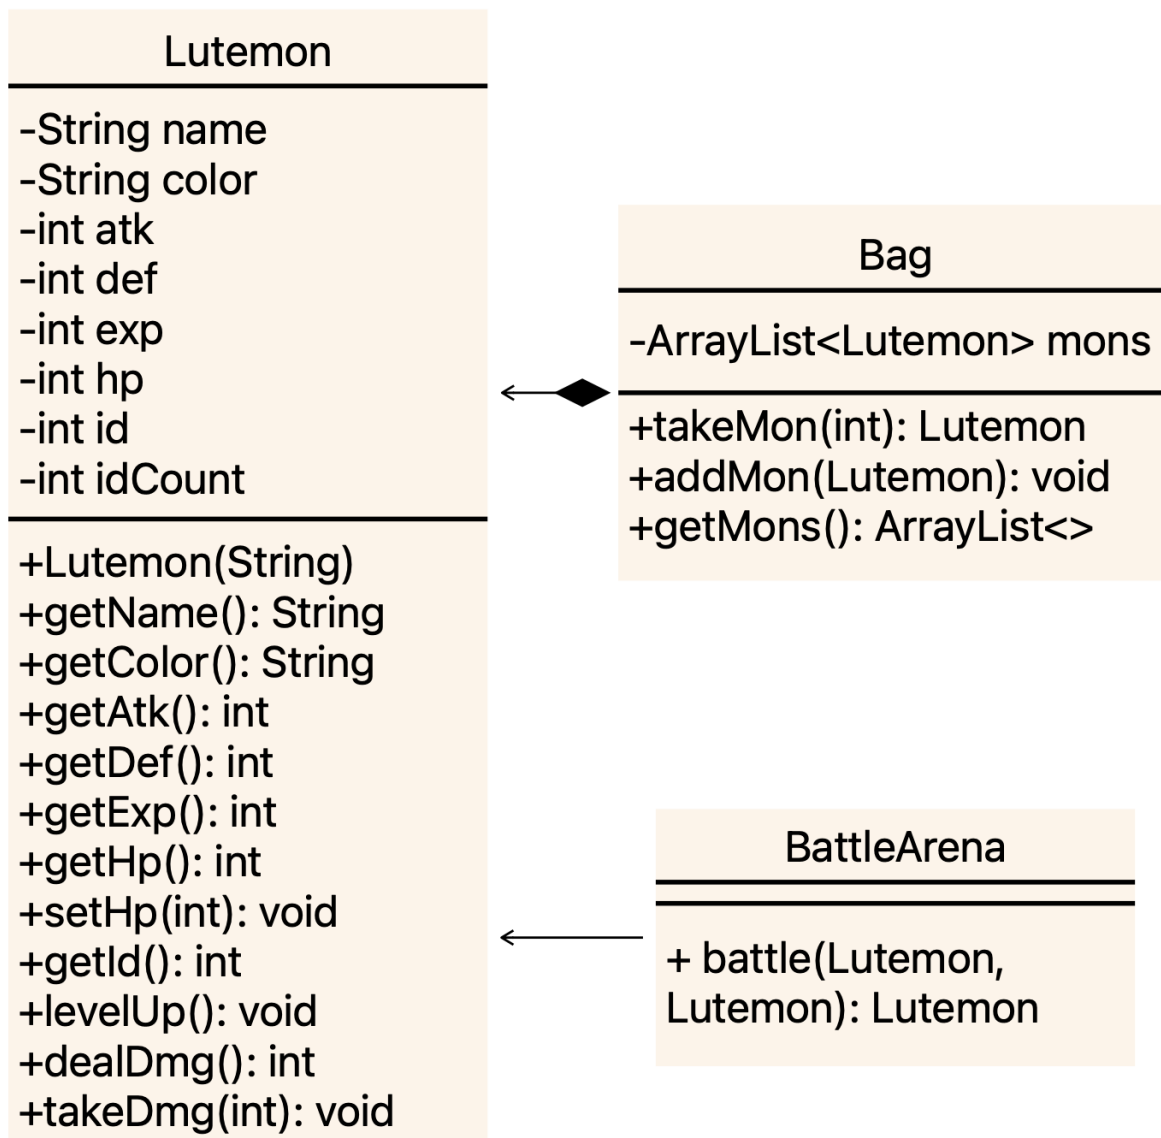 Lutemon
-String name
-String color
-int atk
-int def
-int exp
-int hp
-int id
-int idCount
+Lutemon(String)
+getName(): String
+getColor(): String
+getAtk(): int
+getDef(): int
+getExp(): int
+getHp(): int
+setHp(int): void
+getId(): int
+levelUp(): void
+dealDmg(): int
+takeDmg(int): void
Bag
-ArrayList<Lutemon> mons
+takeMon(int): Lutemon
+addMon(Lutemon): void
+getMons(): ArrayList<>
BattleArena
+ battle(Lutemon,
Lutemon): Lutemon